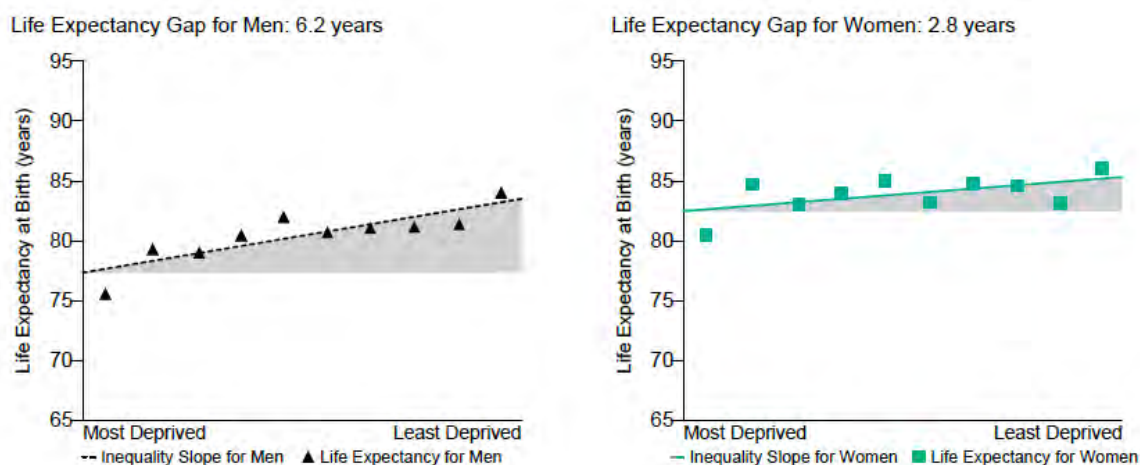 Life Expectancy Gap for Men: 6.2 years
Life Expectancy at Birth (years)
95
90
85
80
75
70
65
Most Deprived Least Deprived
Inequality Slope for Men Life Expectancy for Men
Life Expectancy Gap for Women: 2.8 years
Life Expectancy at Birth (years)
95
90
85
80
75
70
65
Most Deprived Least Deprived
Inequality Slope for Women Life Expectancy for Women